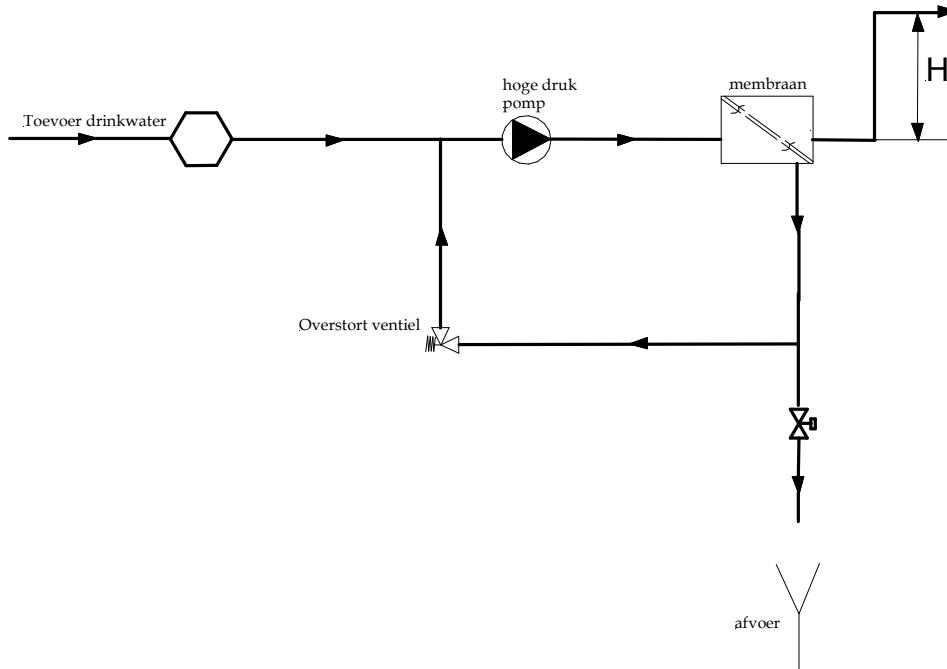 hoge druk
pomp
membraan
H
Toevoer drinkwater
Overstort ventiel
afvoer